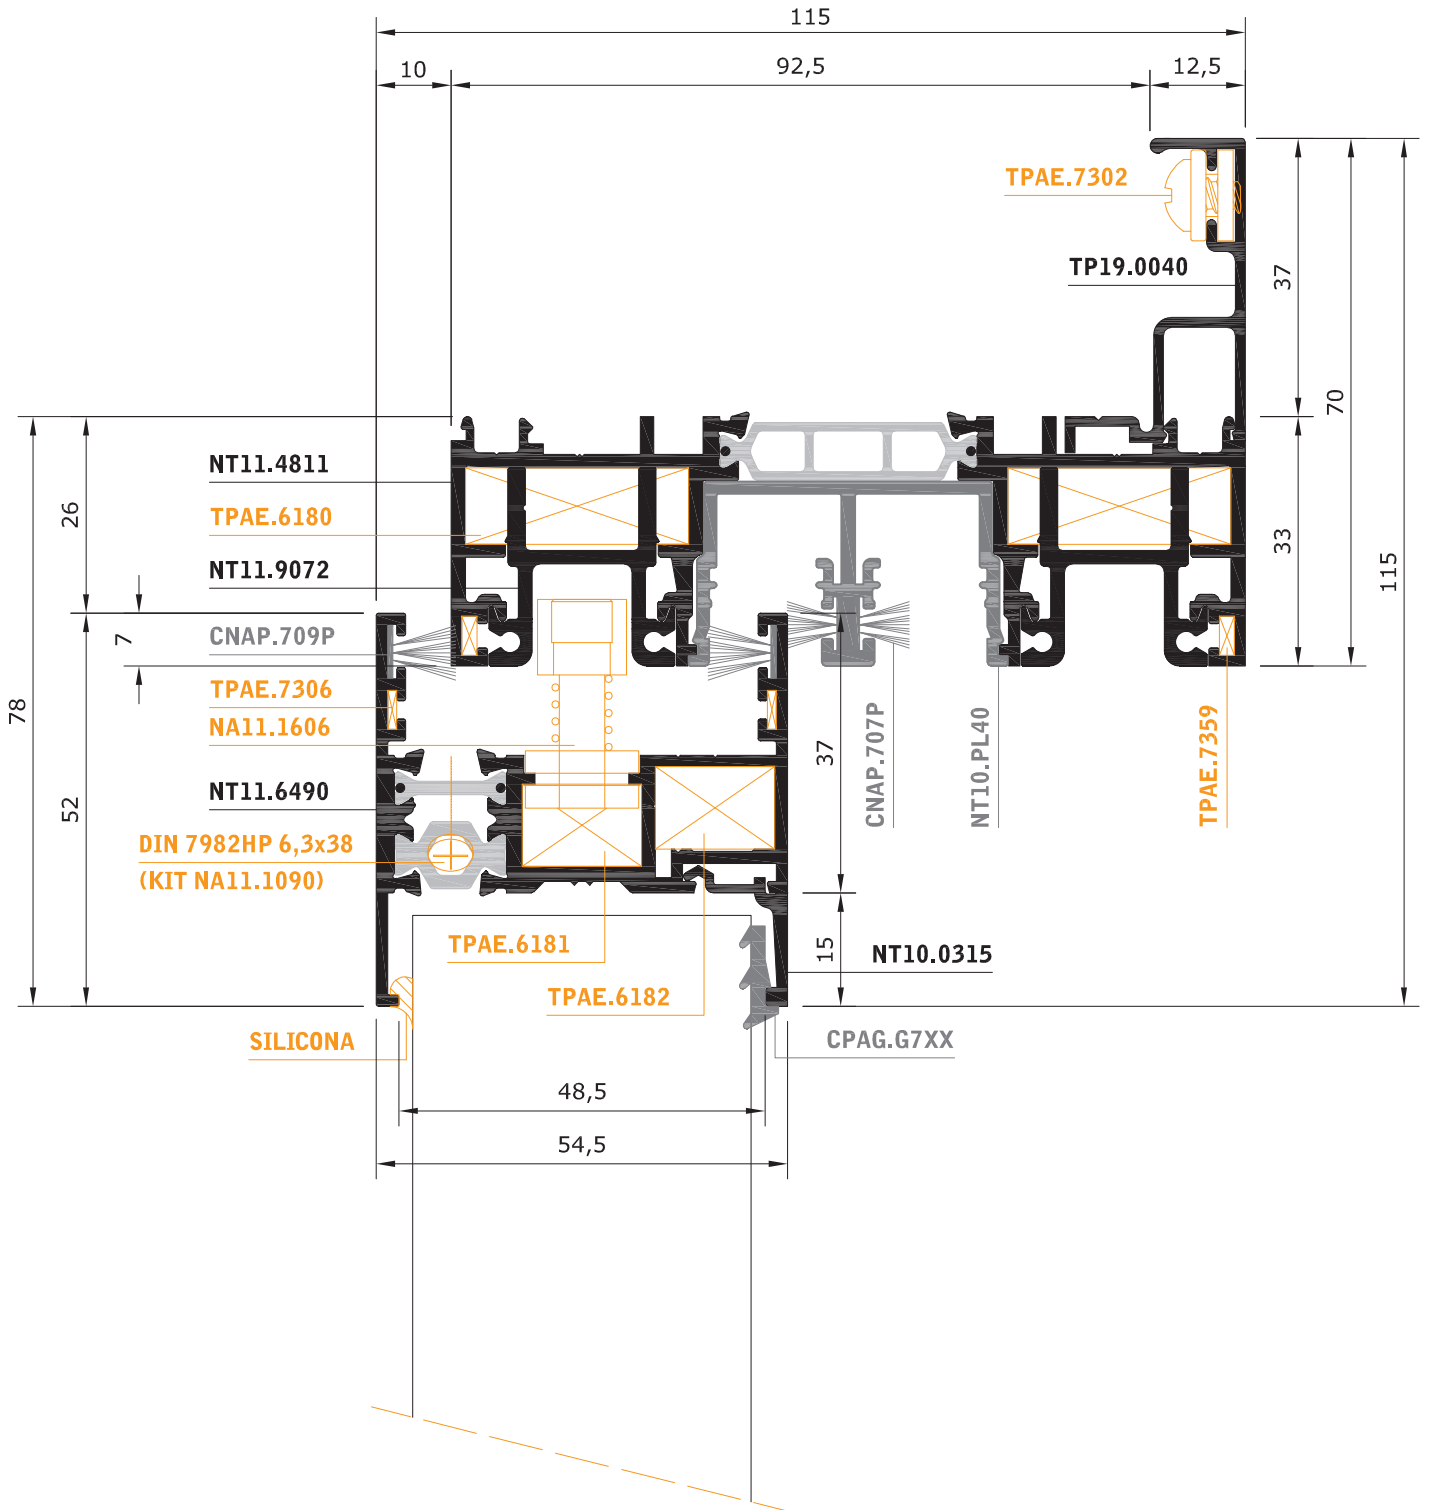 115
10
92,5
12,5
TPAE.7302
TP19.0040
37
70
115
33
NT11.4811
TPAE.6180
NT11.9072
26
7
CNAP.709P
TPAE.7306
NA11.1606
78
52
NT11.6490
DIN 7982HP 6,3x38
(KIT NA11.1090)
37
CNAP.707P
NT10.PL40
TPAE.7359
TPAE.6181
15
NT10.0315
TPAE.6182
SILICONA
CPAG.G7XX
48,5
54,5